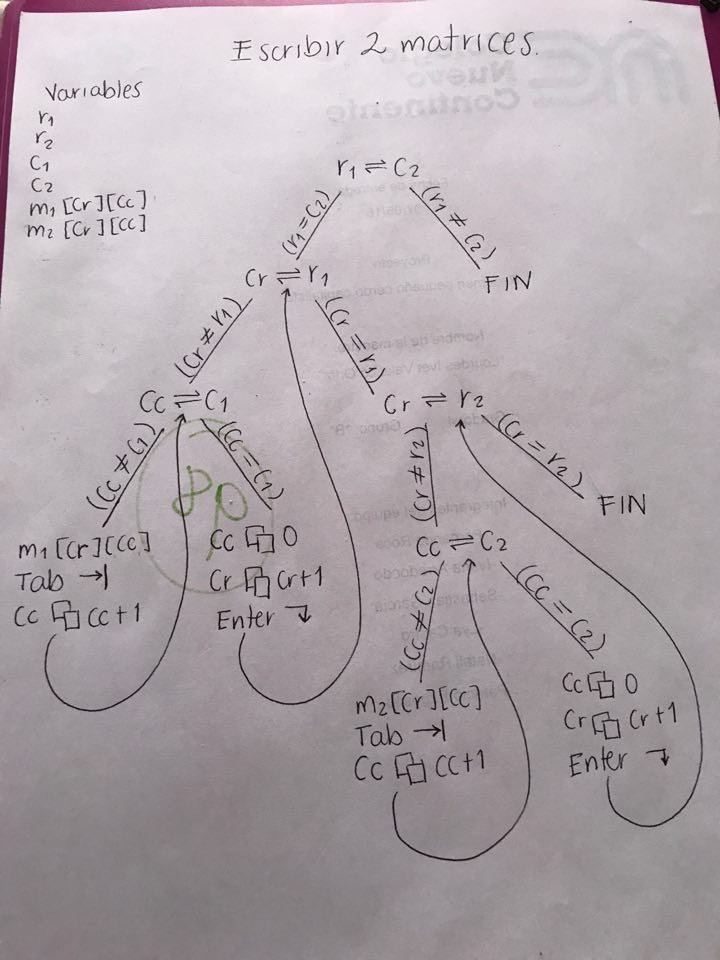 Escribir 2 matrices.
Variables
r1
r2
C1
C2
m1 [Cr][Cc]
m2 [Cr][Cc]
r1 ⇌ C2
(r1 = C2)
(r1 ≠ C2)
Cr ⇌ r1
FIN
(Cr ≠ r1)
(Cr = r1)
Cc ⇌ C1
Cr ⇌ r2
(Cc ≠ C1)
(Cc = C1)
(Cr ≠ r2)
(Cr = r2)
FIN
m1 [Cr][Cc]
Tab →|
Cc Cc+1
Cc 0
Cr Cr+1
Enter
Cc ⇌ C2
(Cc ≠ C2)
(Cc = C2)
m2[Cr][Cc]
Tab →|
Cc Cc+1
Cc 0
Cr Cr+1
Enter
Nuevo
Continente